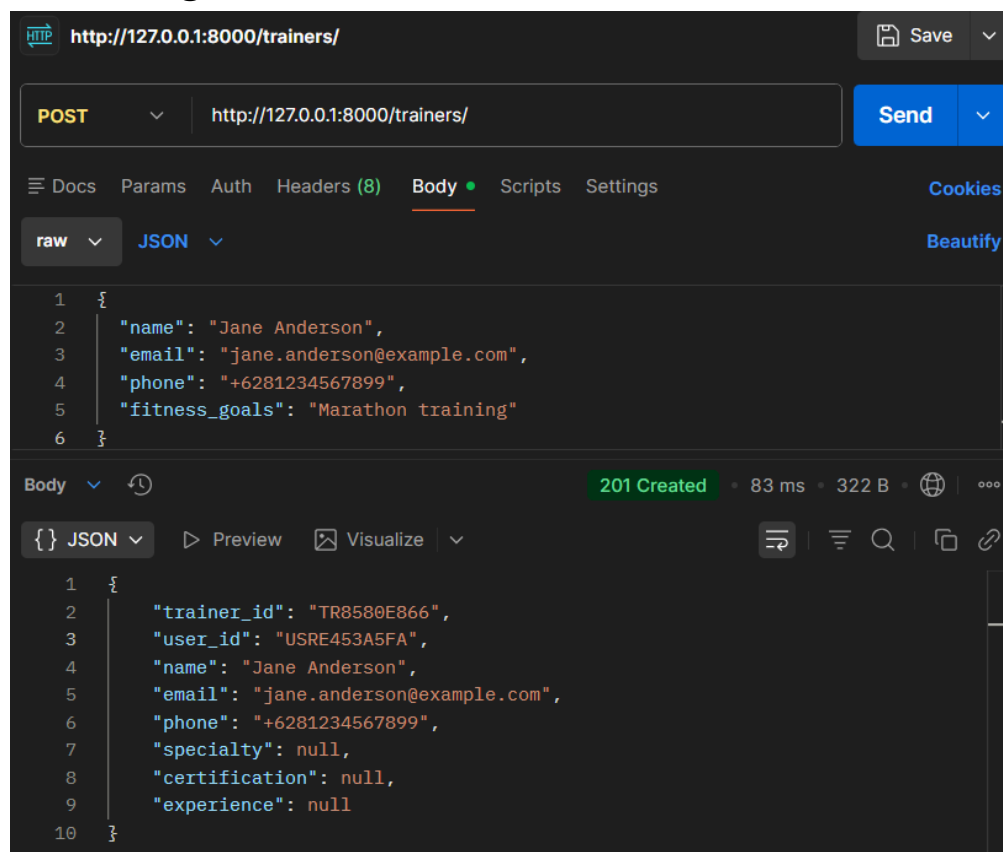 HTTP http://127.0.0.1:8000/trainers/ Save
POST http://127.0.0.1:8000/trainers/ Send
Docs Params Auth Headers (8) Body Scripts Settings Cookies
raw JSON Beautify
1 {
2 "name": "Jane Anderson",
3 "email": "jane.anderson@example.com",
4 "phone": "+6281234567899",
5 "fitness_goals": "Marathon training"
6 }
Body 201 Created • 83 ms • 322 B •
{} JSON Preview Visualize
1 {
2 "trainer_id": "TR8580E866",
3 "user_id": "USRE453A5FA",
4 "name": "Jane Anderson",
5 "email": "jane.anderson@example.com",
6 "phone": "+6281234567899",
7 "specialty": null,
8 "certification": null,
9 "experience": null
10 }